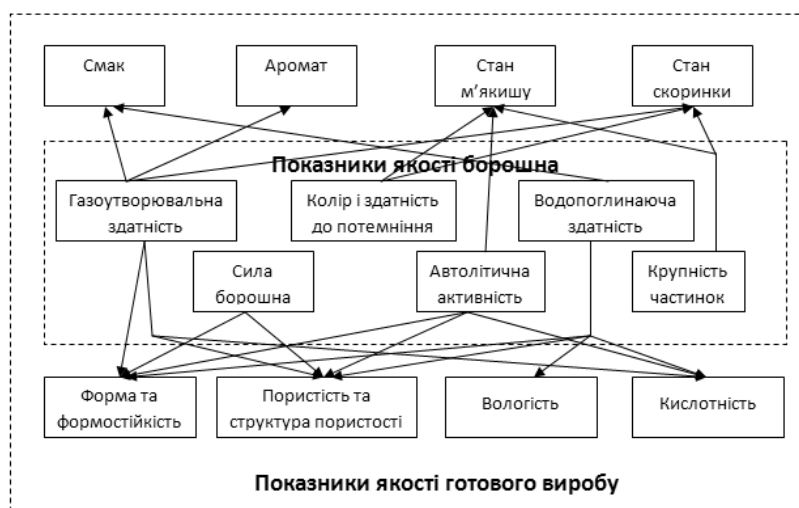 Смак
Аромат
Стан
м’якишу
Стан
скоринки
Показники якості борошна
Газоутворювальна
здатність
Колір і здатність
до потемніння
Водопоглинаюча
здатність
Сила
борошна
Автолітична
активність
Крупність
частинок
Форма та
формостійкість
Пористість та
структура пористості
Вологість
Кислотність
Показники якості готового виробу